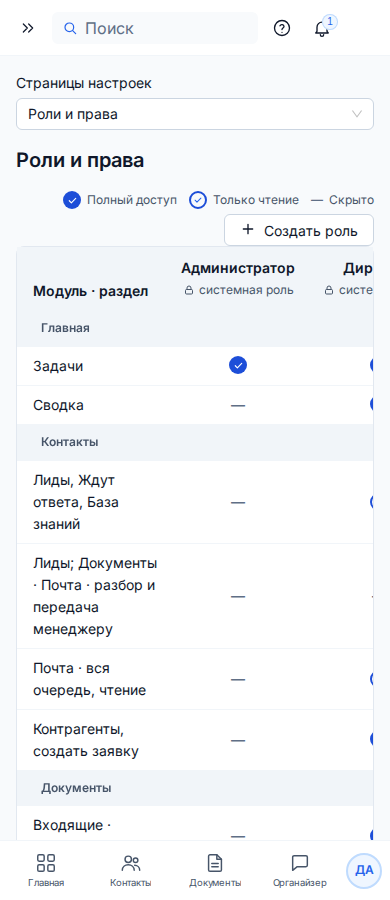 Поиск
1
Страницы настроек
Роли и права
Роли и права
Полный доступ
Только чтение
— Скрыто
Создать роль
Модуль · раздел
Администратор
системная роль
Главная
Задачи
Сводка
—
Контакты
Лиды, Ждут
ответа, База
знаний
—
Лиды; Документы
· Почта · разбор и
передача
менеджеру
—
Почта · вся
очередь, чтение
—
Контрагенты,
создать заявку
—
Документы
Входящие ·
—
Главная
Контакты
Документы
Органайзер
ДА